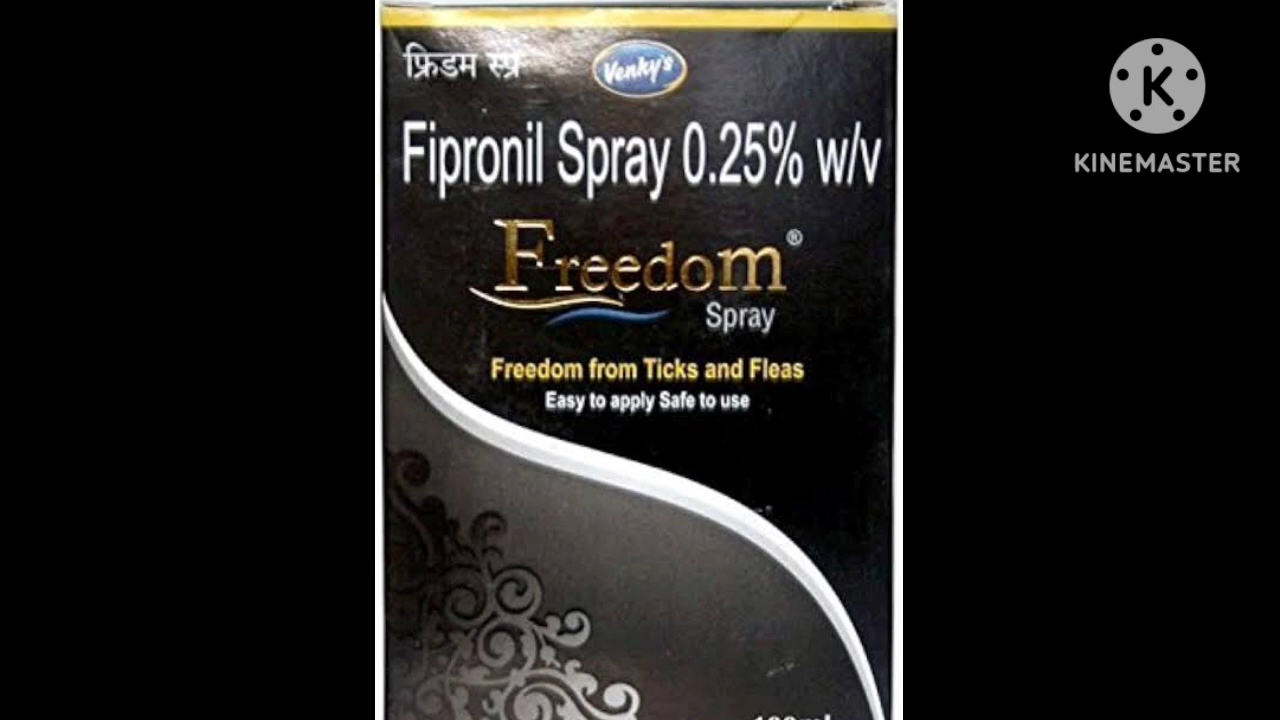 फ्रिडम स्प्रे
Venky's
Fipronil Spray 0.25% w/v
Freedom®
Spray
Freedom from Ticks and Fleas
Easy to apply Safe to use
KINEMASTER